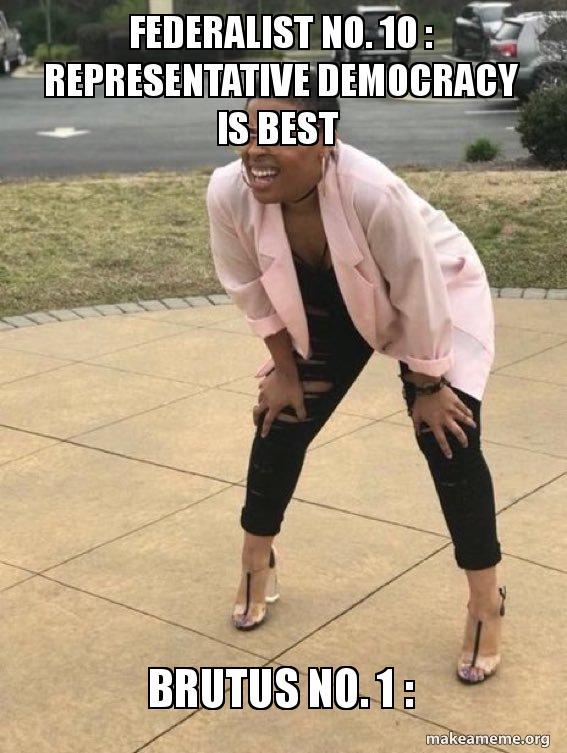 FEDERALIST NO. 10 :
REPRESENTATIVE DEMOCRACY
IS BEST
BRUTUS NO. 1 :
makeameme.org